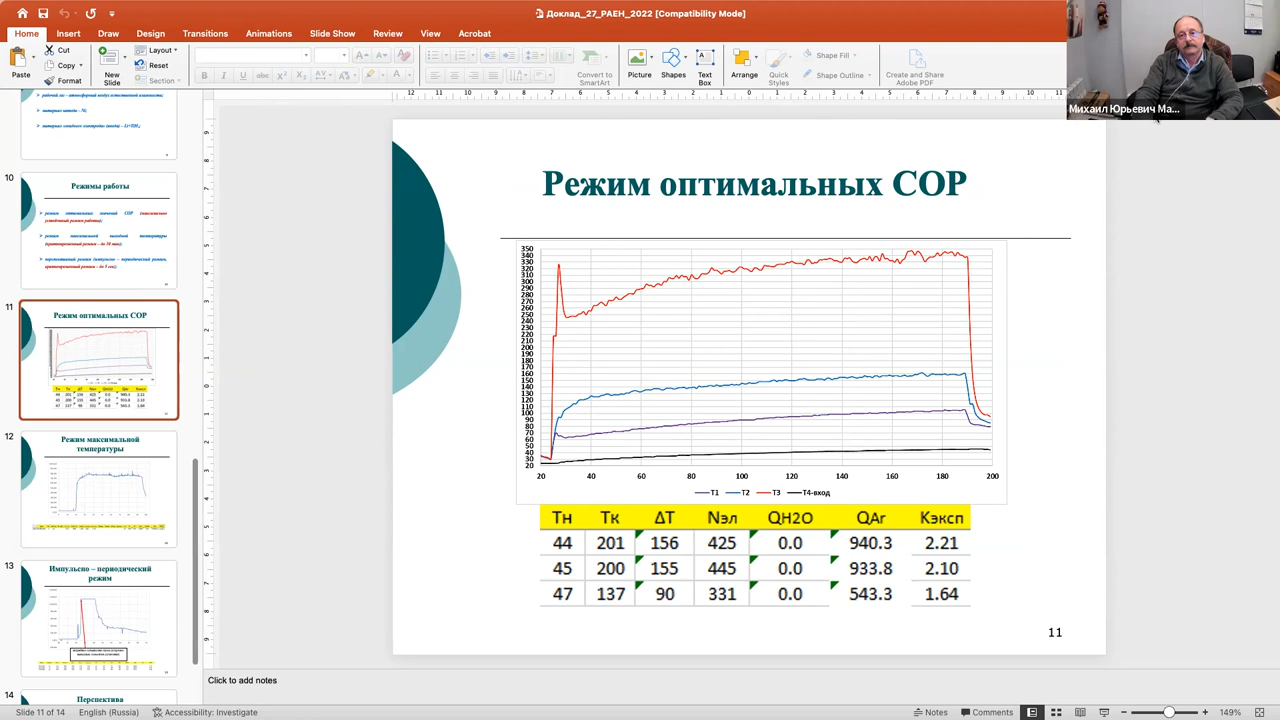 Доклад_27_РАЕН_2022 [Compatibility Mode]
Home Insert Draw Design Transitions Animations Slide Show Review View Acrobat
Paste
Cut
Copy
Format
New Slide
Layout
Reset
Section
Convert to SmartArt
Picture
Shapes
Text Box
Arrange
Quick Styles
Shape Fill
Shape Outline
Create and Share Adobe PDF
Михаил Юрьевич Ма...
10
Режимы работы
11
Режим оптимальных СОР
12
Режим максимальной температуры
13
Импульсно – периодический режим
14
Перспектива
Режим оптимальных СОР
350
340
330
320
310
300
290
280
270
260
250
240
230
220
210
200
190
180
170
160
150
140
130
120
110
100
90
80
70
60
50
40
30
20
20 40 60 80 100 120 140 160 180 200
T1 T2 T3 T4-вход
Тн Тк ΔТ Nэл QH2O QAr Кэксп
44 201 156 425 0.0 940.3 2.21
45 200 155 445 0.0 933.8 2.10
47 137 90 331 0.0 543.3 1.64
11
Click to add notes
Slide 11 of 14 English (Russia) Accessibility: Investigate Notes Comments 149%